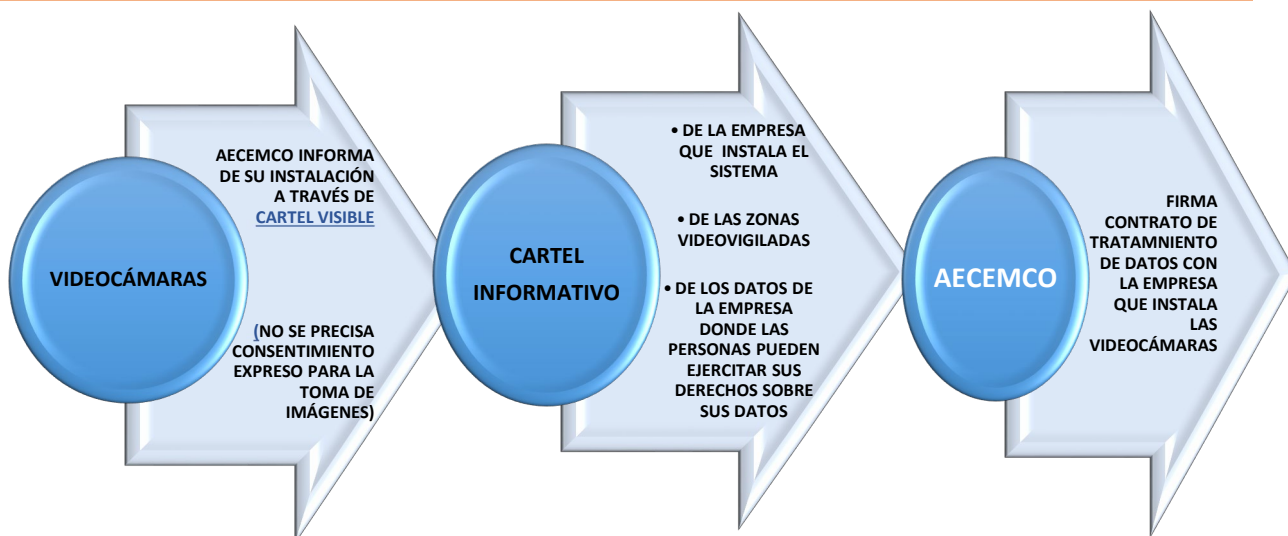 VIDEOCÁMARAS
AECEMCO INFORMA
DE SU INSTALACIÓN
A TRAVÉS DE
CARTEL VISIBLE
(NO SE PRECISA
CONSENTIMIENTO
EXPRESO PARA LA
TOMA DE
IMÁGENES)
CARTEL
INFORMATIVO
• DE LA EMPRESA
QUE INSTALA EL
SISTEMA
• DE LAS ZONAS
VIDEOVIGILADAS
• DE LOS DATOS DE
LA EMPRESA
DONDE LAS
PERSONAS PUEDEN
EJERCITAR SUS
DERECHOS SOBRE
SUS DATOS
AECEMCO
FIRMA
CONTRATO DE
TRATAMNIENTO
DE DATOS CON
LA EMPRESA
QUE INSTALA
LAS
VIDEOCÁMARAS